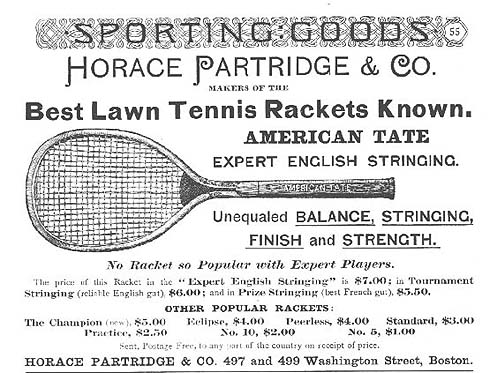 SPORTING:GOODS 55
HORACE PARTRIDGE & CO.
MAKERS OF THE
Best Lawn Tennis Rackets Known.
AMERICAN TATE
EXPERT ENGLISH STRINGING.
AMERICAN-TATE
Unequaled BALANCE, STRINGING,
FINISH and STRENGTH.
No Racket so Popular with Expert Players.
The price of this Racket in the "Expert English Stringing" is $7.00; in Tournament
Stringing (reliable English gut), $6.00; and in Prize Stringing (best French gut), $5.50.
OTHER POPULAR RACKETS:
The Champion (new), $5.00 Eclipse, $4.00 Peerless, $4.00 Standard, $3.00
Practice, $2.50 No. 10, $2.00 No. 5, $1.00
Sent, Postage Free, to any part of the country on receipt of price.
HORACE PARTRIDGE & CO. 497 and 499 Washington Street, Boston.